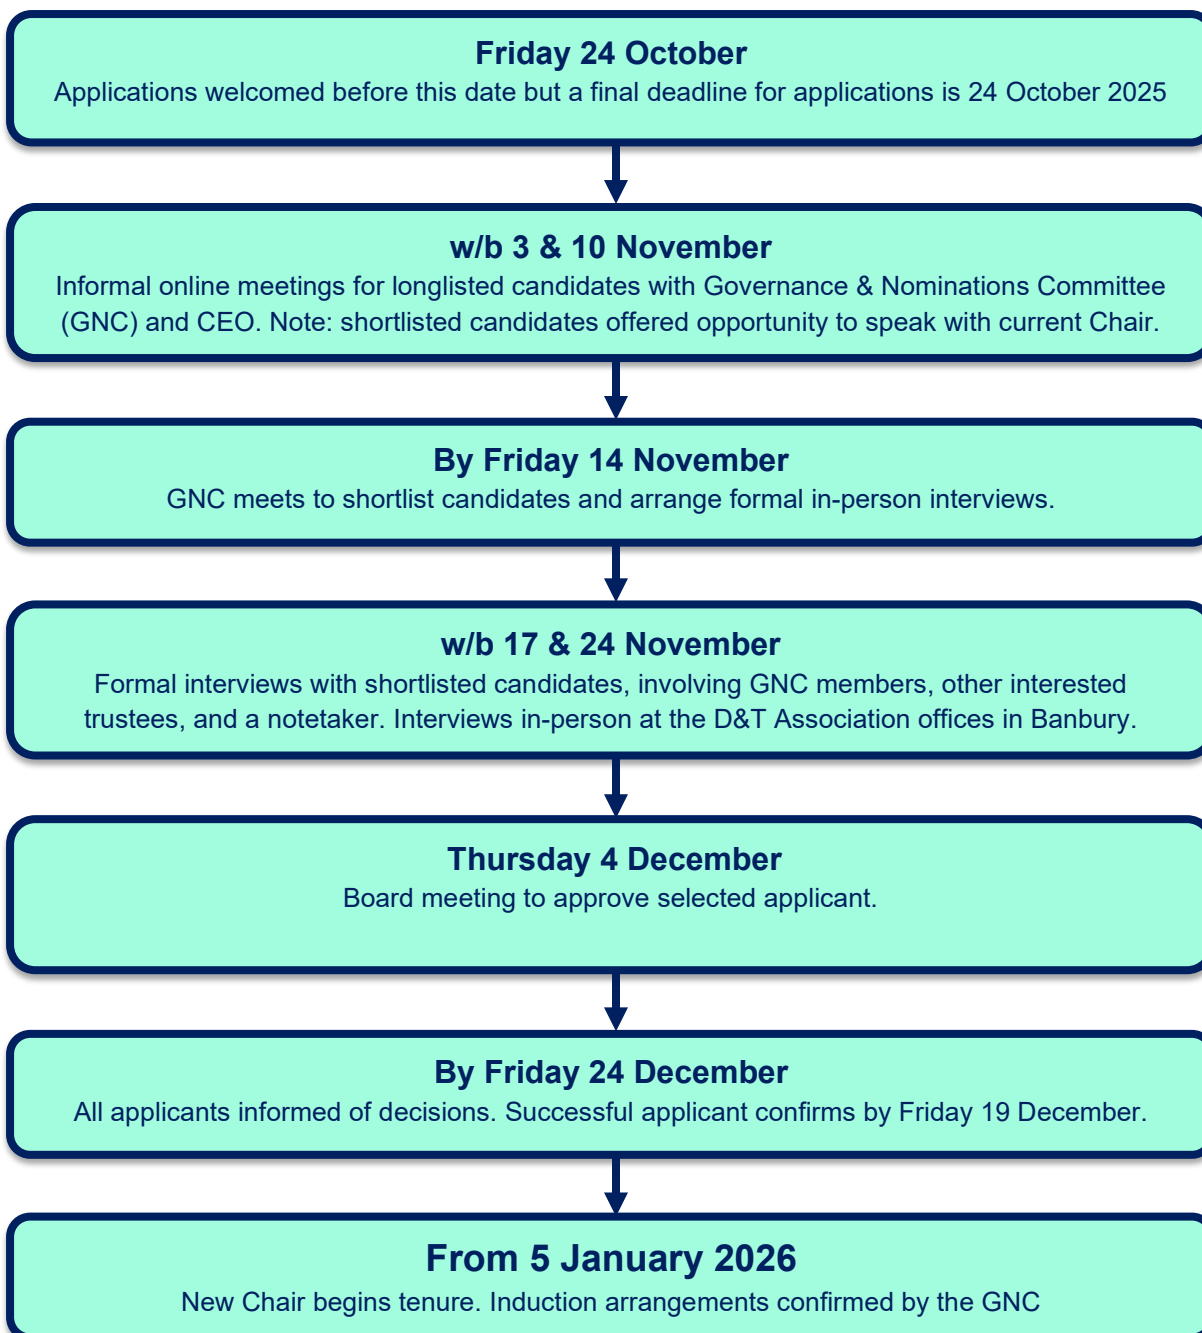 Friday 24 October
Applications welcomed before this date but a final deadline for applications is 24 October 2025
w/b 3 & 10 November
Informal online meetings for longlisted candidates with Governance & Nominations Committee
(GNC) and CEO. Note: shortlisted candidates offered opportunity to speak with current Chair.
By Friday 14 November
GNC meets to shortlist candidates and arrange formal in-person interviews.
w/b 17 & 24 November
Formal interviews with shortlisted candidates, involving GNC members, other interested
trustees, and a notetaker. Interviews in-person at the D&T Association offices in Banbury.
Thursday 4 December
Board meeting to approve selected applicant.
By Friday 24 December
All applicants informed of decisions. Successful applicant confirms by Friday 19 December.
From 5 January 2026
New Chair begins tenure. Induction arrangements confirmed by the GNC